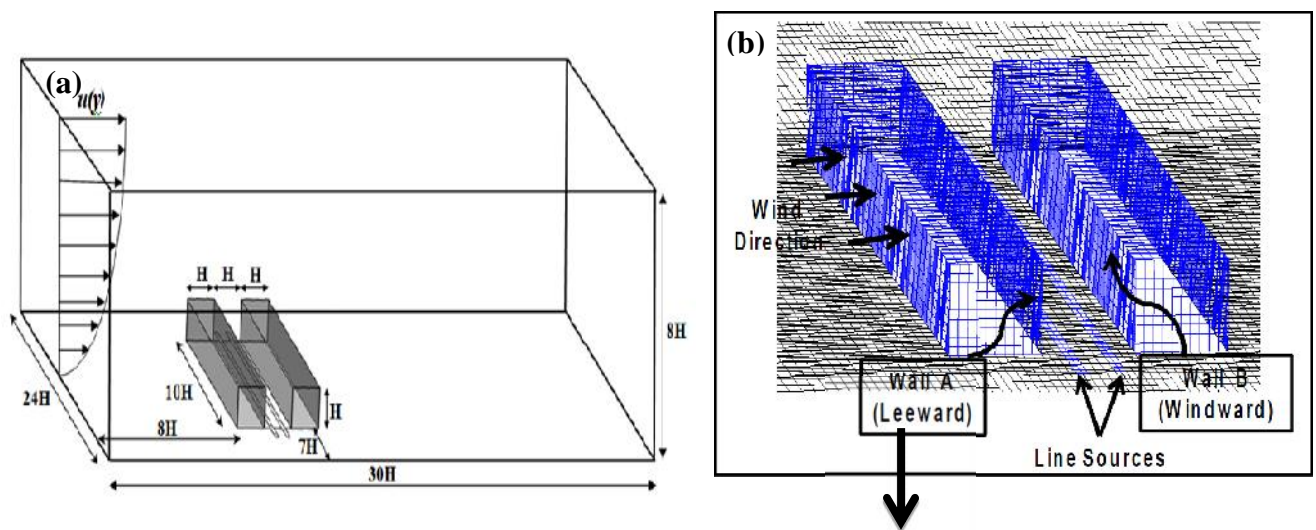 (a)
u(y)
H H H
10H
H
8H
7H
24H
8H
30H
(b)
Wind
Direction
Wall A
(Leeward)
Wall B
(Windward)
Line Sources